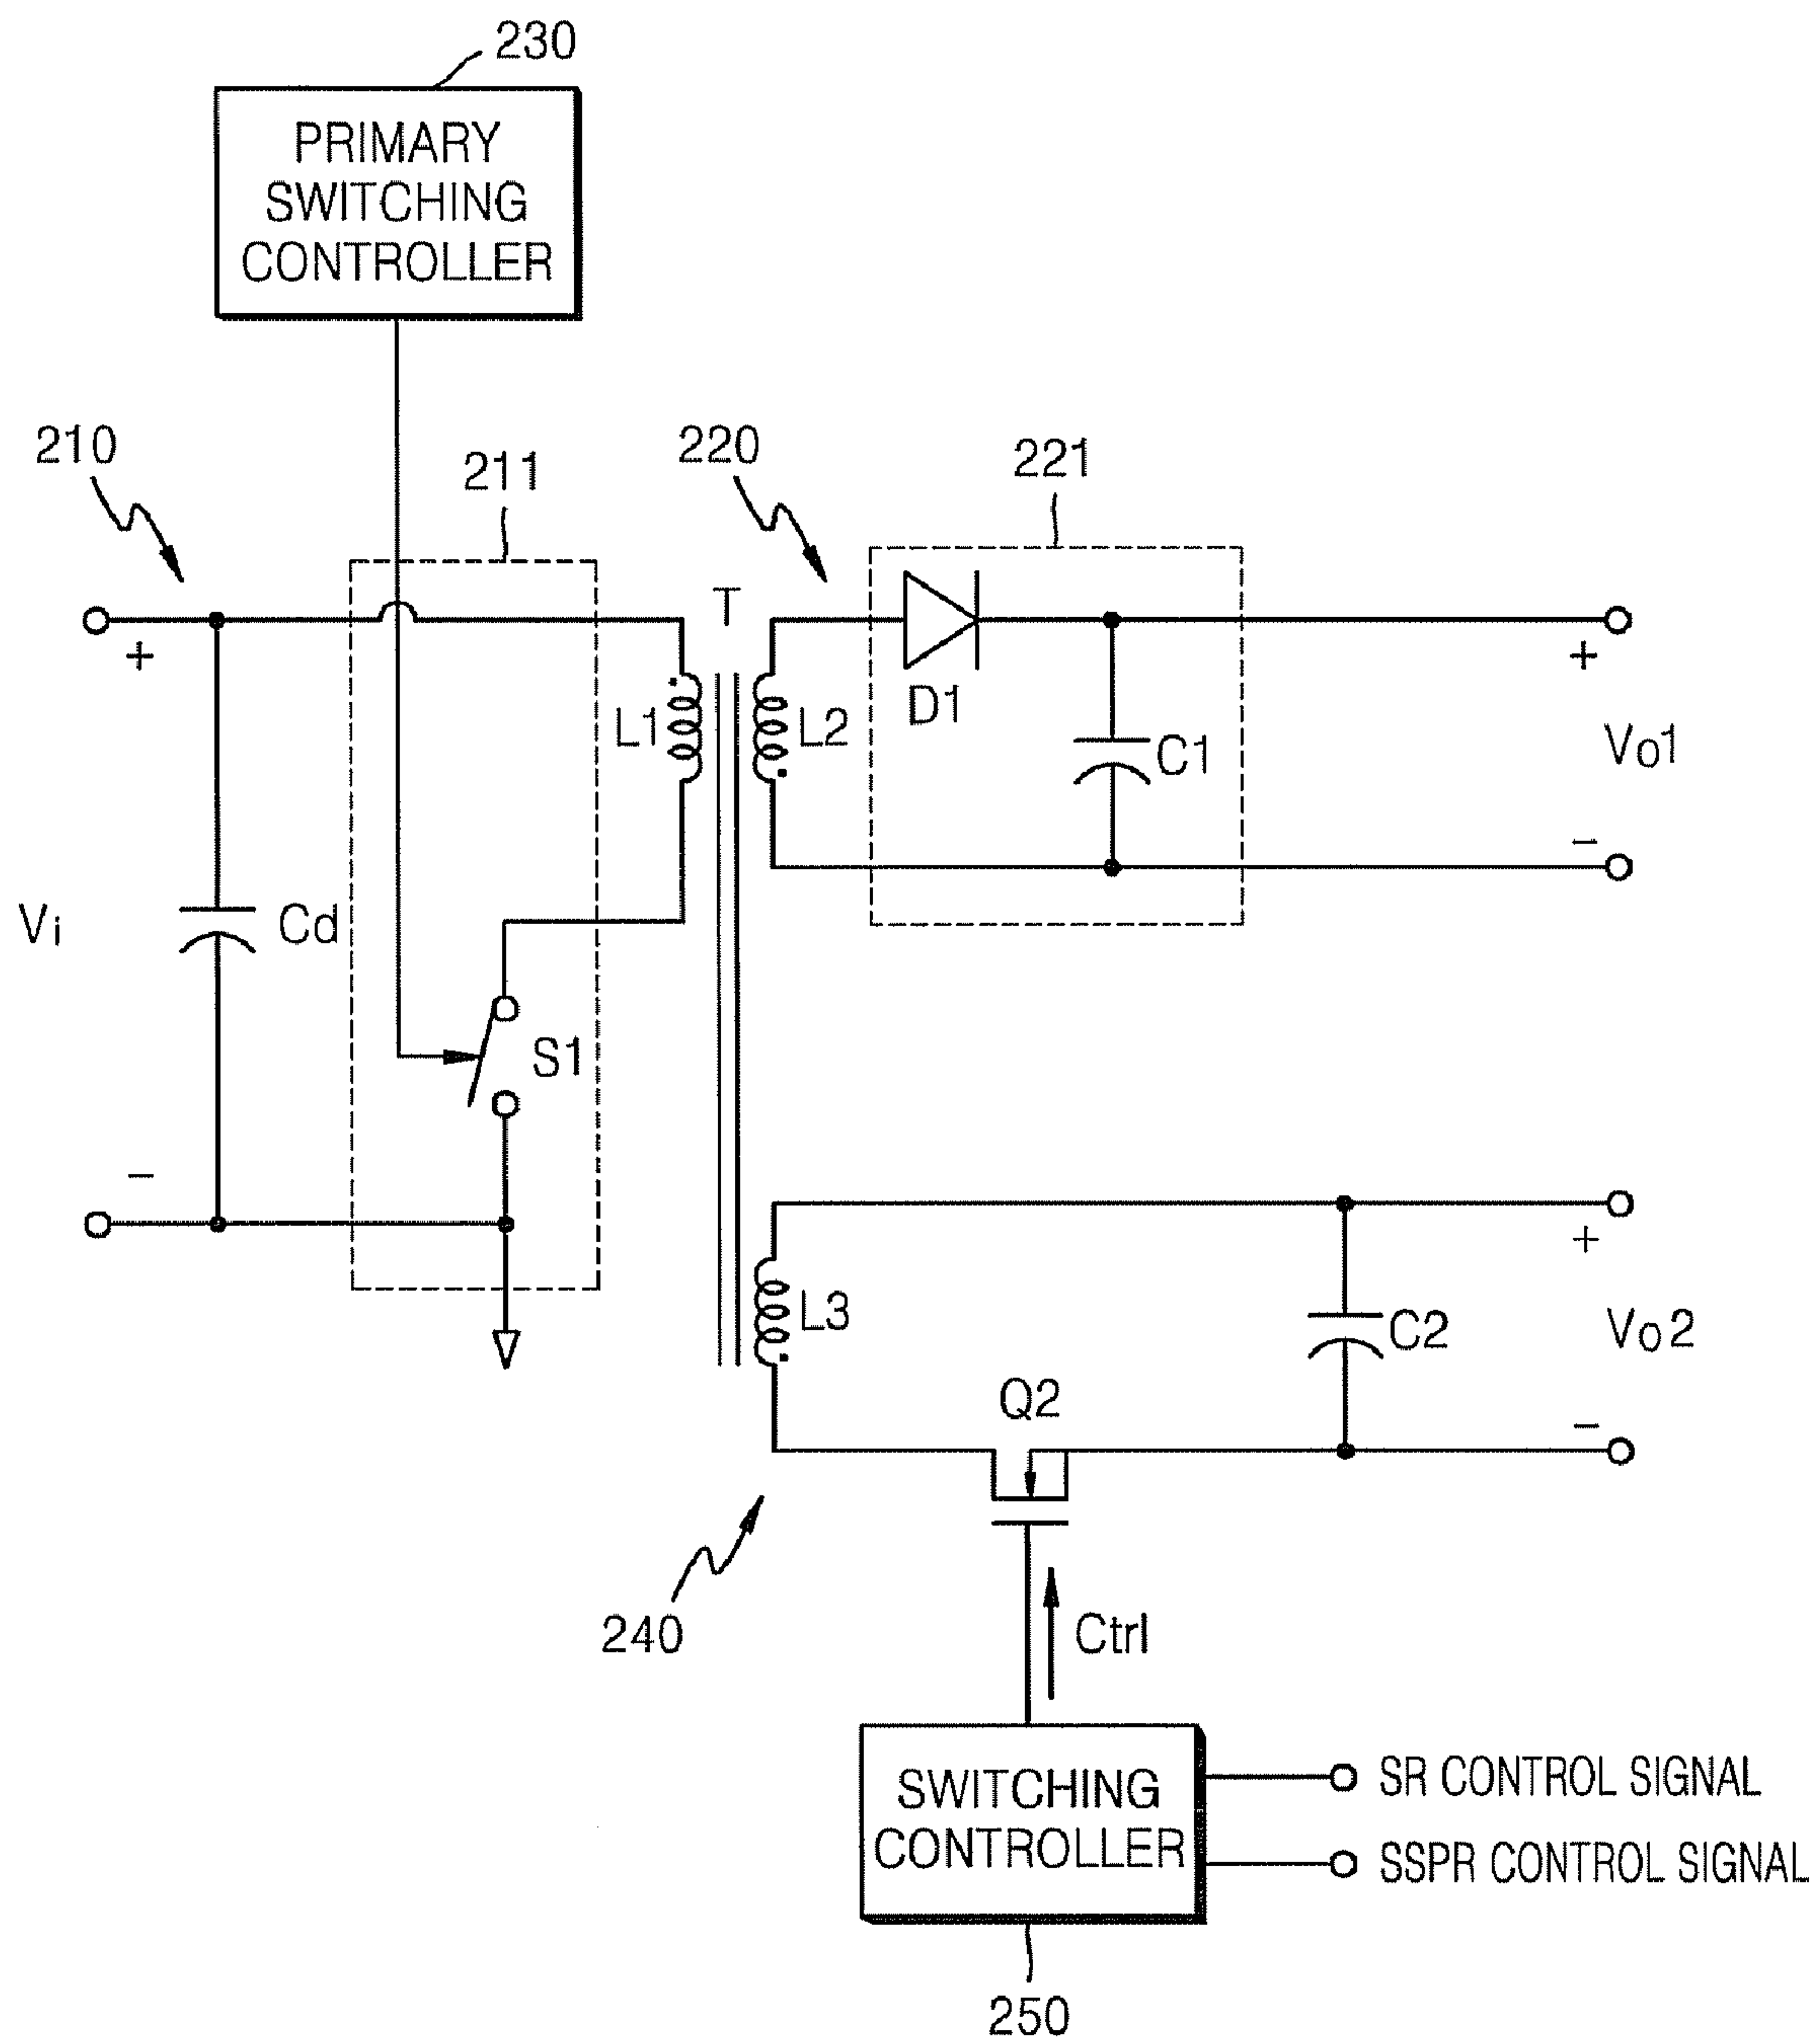 230
PRIMARY
SWITCHING
CONTROLLER
210
211
220
221
T
+
+
L1
L2
D1
C1
Vo1
Vi
Cd
−
S1
−
+
L3
C2
Vo2
Q2
−
240
Ctrl
SWITCHING
CONTROLLER
SR CONTROL SIGNAL
SSPR CONTROL SIGNAL
250